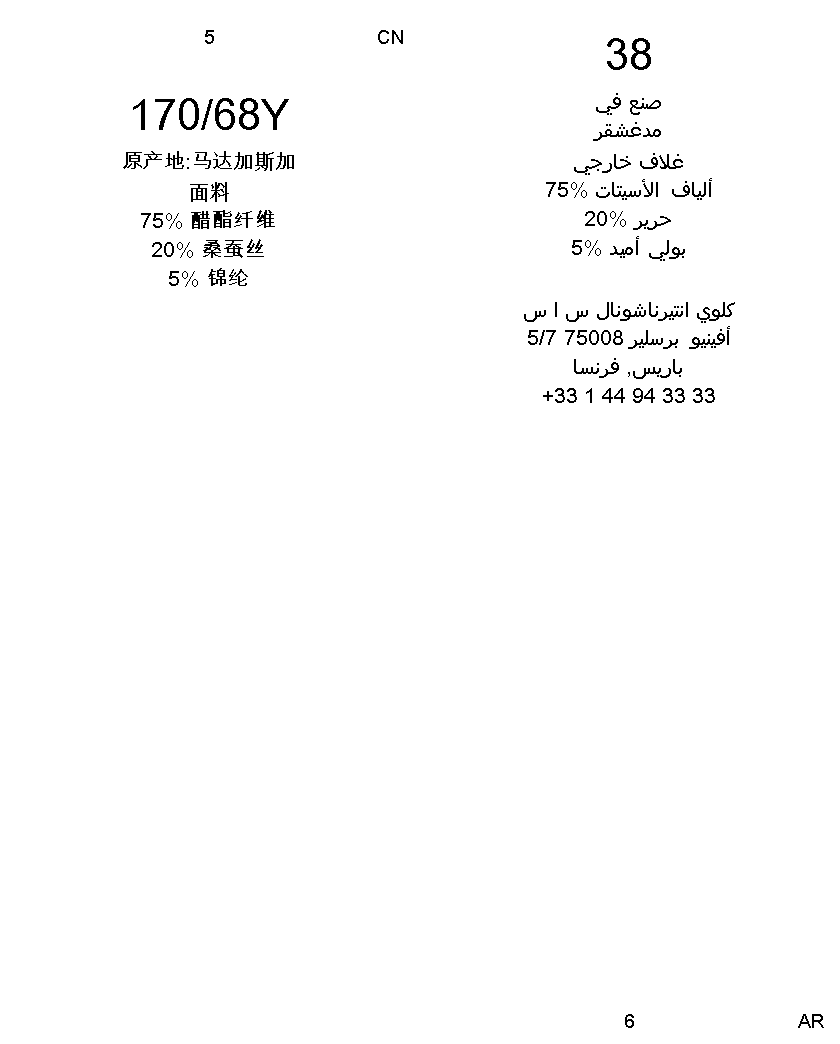 5
CN
170/68Y
原产地:马达加斯加
面料
75% 醋酯纤维
20% 桑蚕丝
5% 锦纶
38
صنع في
مدغشقر
غلاف خارجي
ألياف الأسيتات %75
حرير %20
بولي أميد %5
كلوي انتيرناشونال س ا س
أفينيو برسلير 75008 5/7
باريس, فرنسا
+33 1 44 94 33 33
6
AR